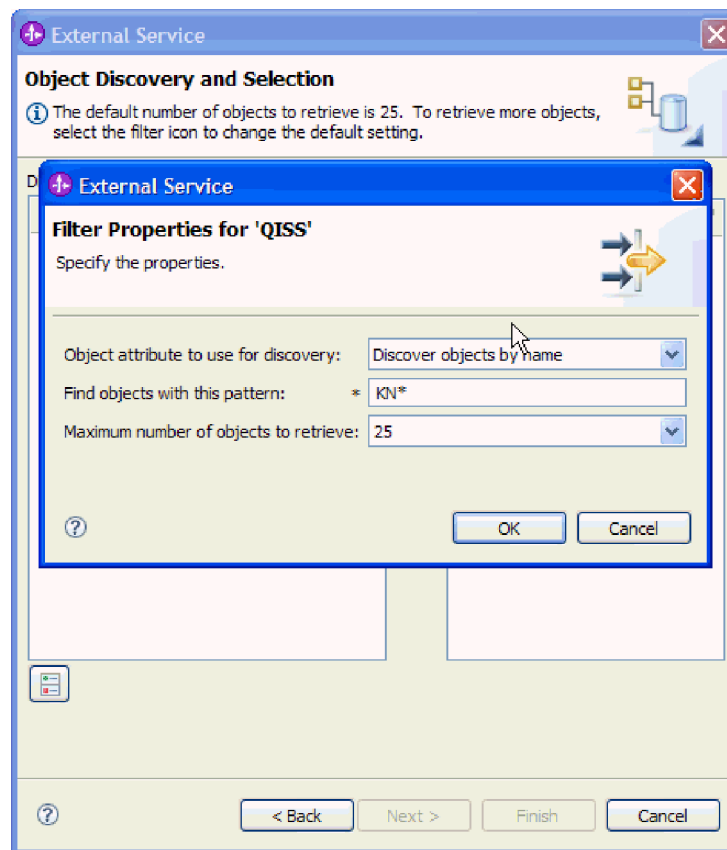 External Service
Object Discovery and Selection
The default number of objects to retrieve is 25. To retrieve more objects,
select the filter icon to change the default setting.
D
External Service
Filter Properties for 'QISS'
Specify the properties.
Object attribute to use for discovery: Discover objects by name
Find objects with this pattern: * KN*
Maximum number of objects to retrieve: 25
OK Cancel
< Back Next > Finish Cancel